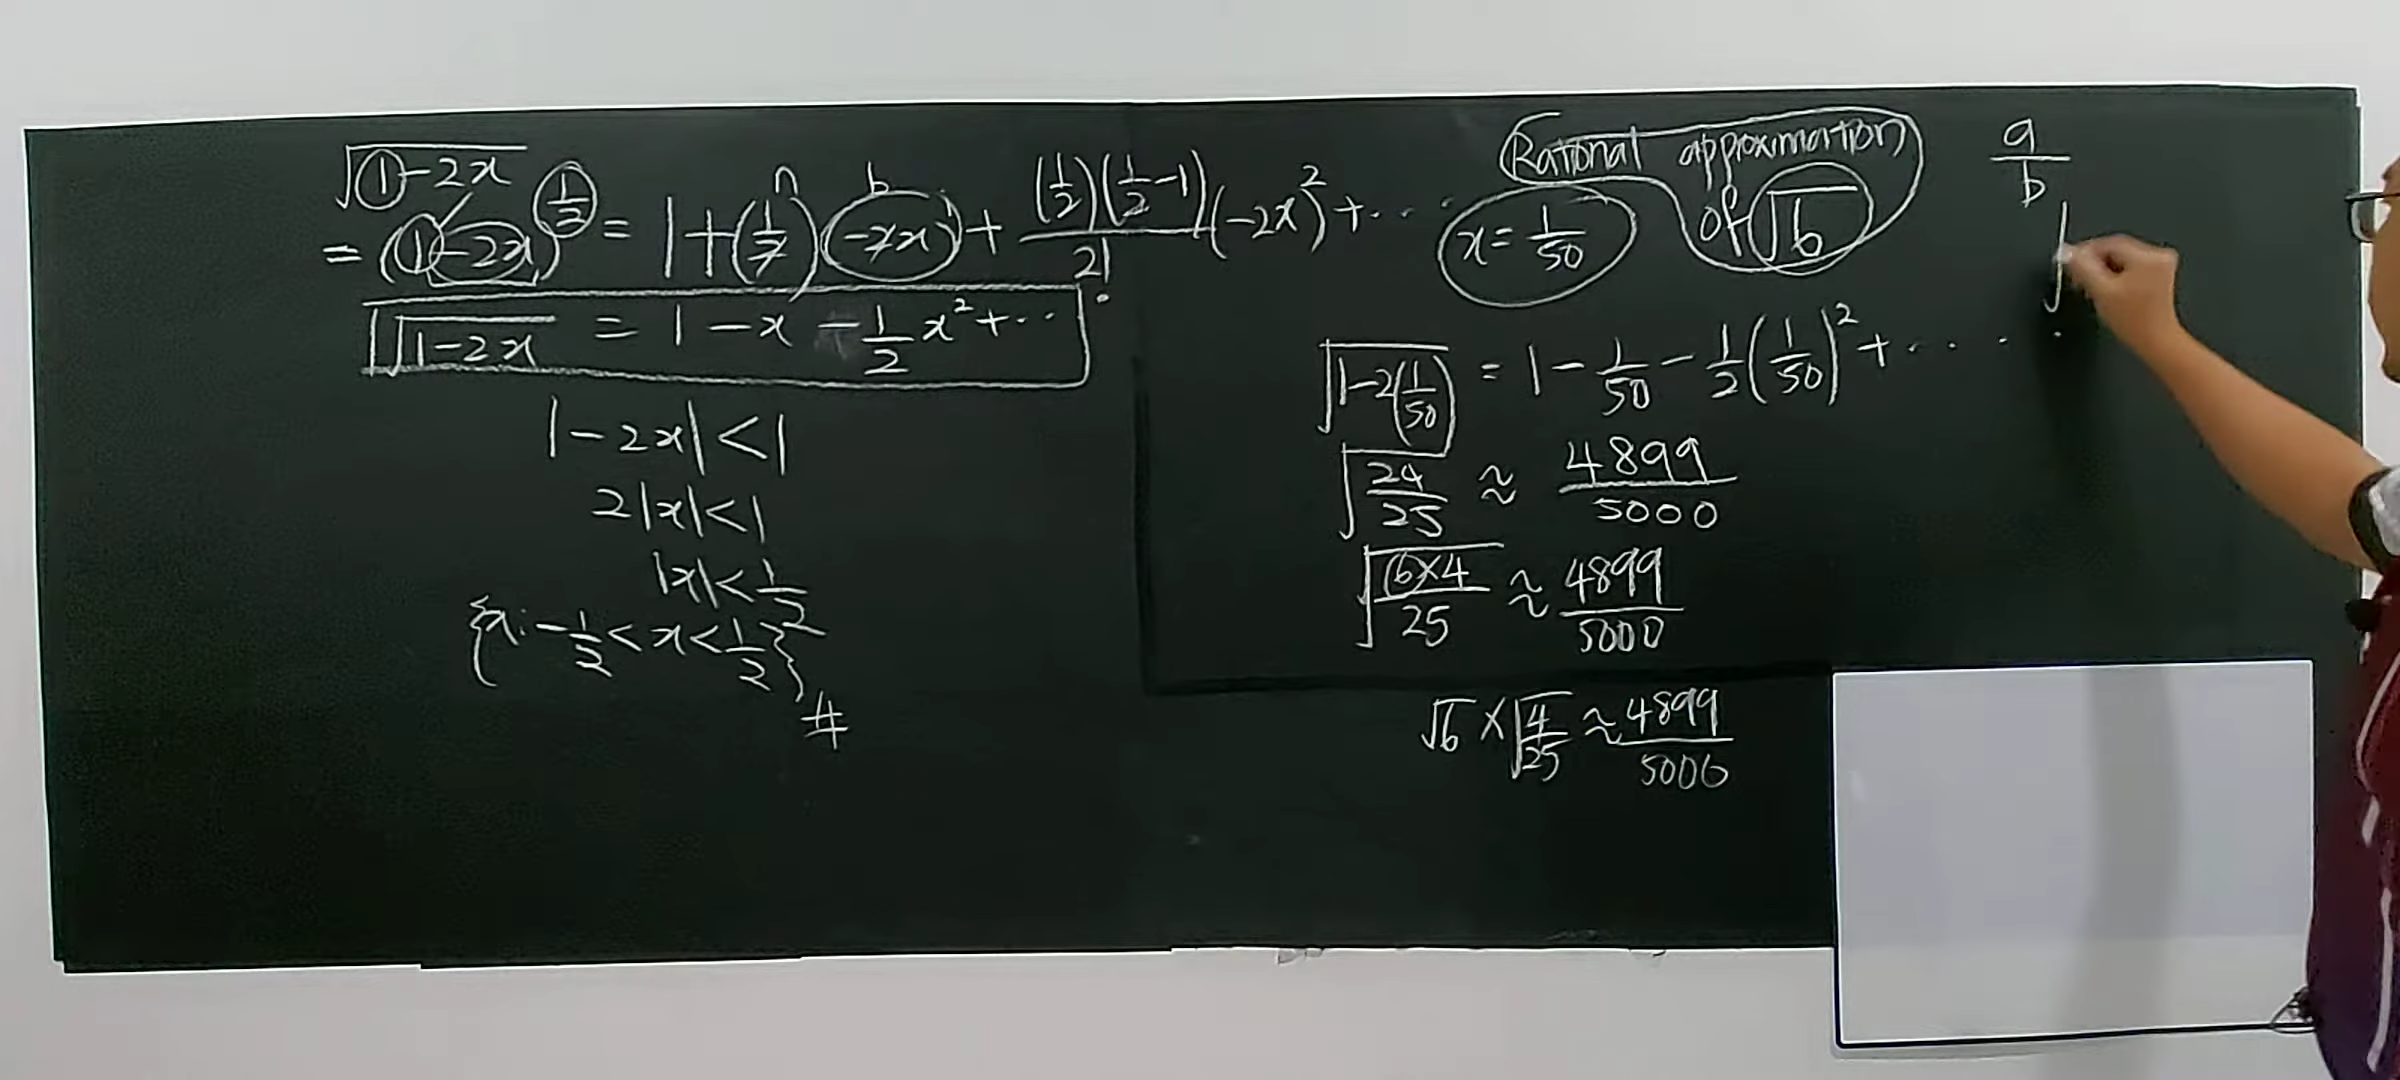 √(1-2x)
= (1-2x)^(1/2) = 1+(1/2)(-2x)+ ((1/2)(1/2-1))/2! (-2x)²+...
n b
√(1-2x) = 1-x-1/2 x²+...
|-2x|<1
2|x|<1
|x|<1/2
{x:-1/2<x<1/2}#
Rational approximation
of √6
x=1/50
a/b
√(1-2(1/50)) = 1-1/50-1/2(1/50)²+.....
√(24/25) ≈ 4899/5000
√((6×4)/25) ≈ 4899/5000
√6 × √(4/25) ≈ 4899/5000